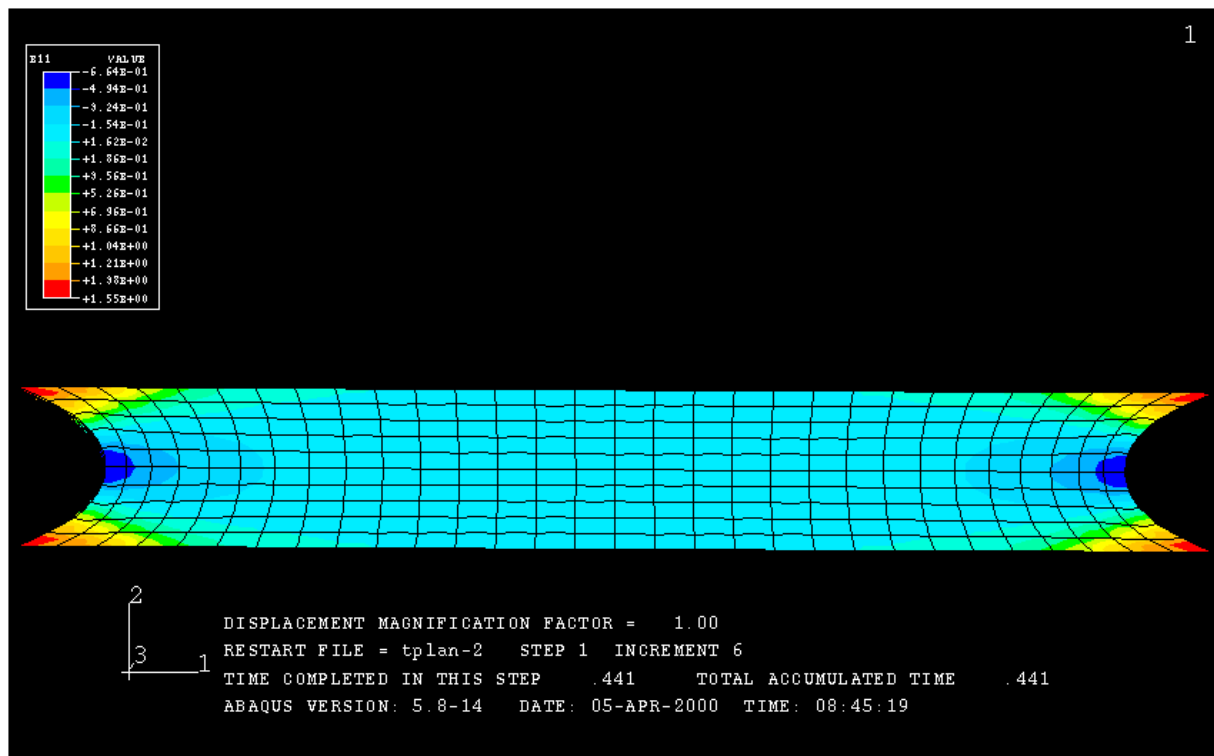 1
E11 VALUE
-6.64E-01
-4.94E-01
-3.24E-01
-1.54E-01
+1.62E-02
+1.86E-01
+3.56E-01
+5.26E-01
+6.96E-01
+8.66E-01
+1.04E+00
+1.21E+00
+1.38E+00
+1.55E+00
2
3 1
DISPLACEMENT MAGNIFICATION FACTOR = 1.00
RESTART FILE = tplan-2 STEP 1 INCREMENT 6
TIME COMPLETED IN THIS STEP .441 TOTAL ACCUMULATED TIME .441
ABAQUS VERSION: 5.8-14 DATE: 05-APR-2000 TIME: 08:45:19